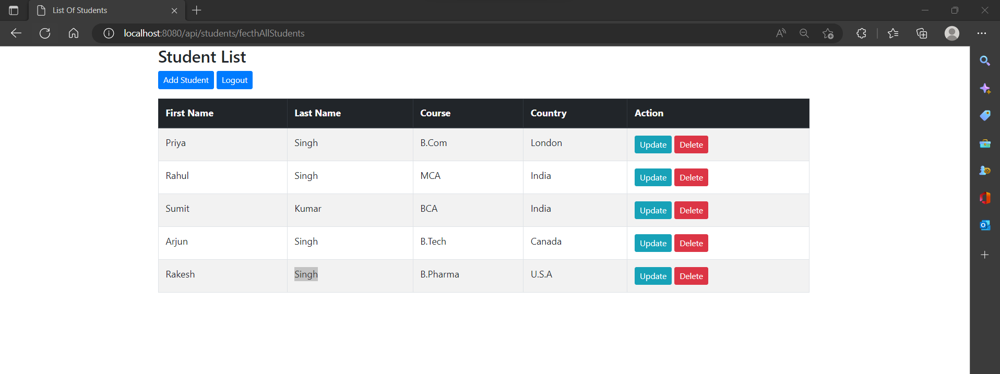 List Of Students
localhost:8080/api/students/fecthAllStudents
Student List
Add Student Logout
First Name Last Name Course Country Action
Priya Singh B.Com London Update Delete
Rahul Singh MCA India Update Delete
Sumit Kumar BCA India Update Delete
Arjun Singh B.Tech Canada Update Delete
Rakesh Singh B.Pharma U.S.A Update Delete